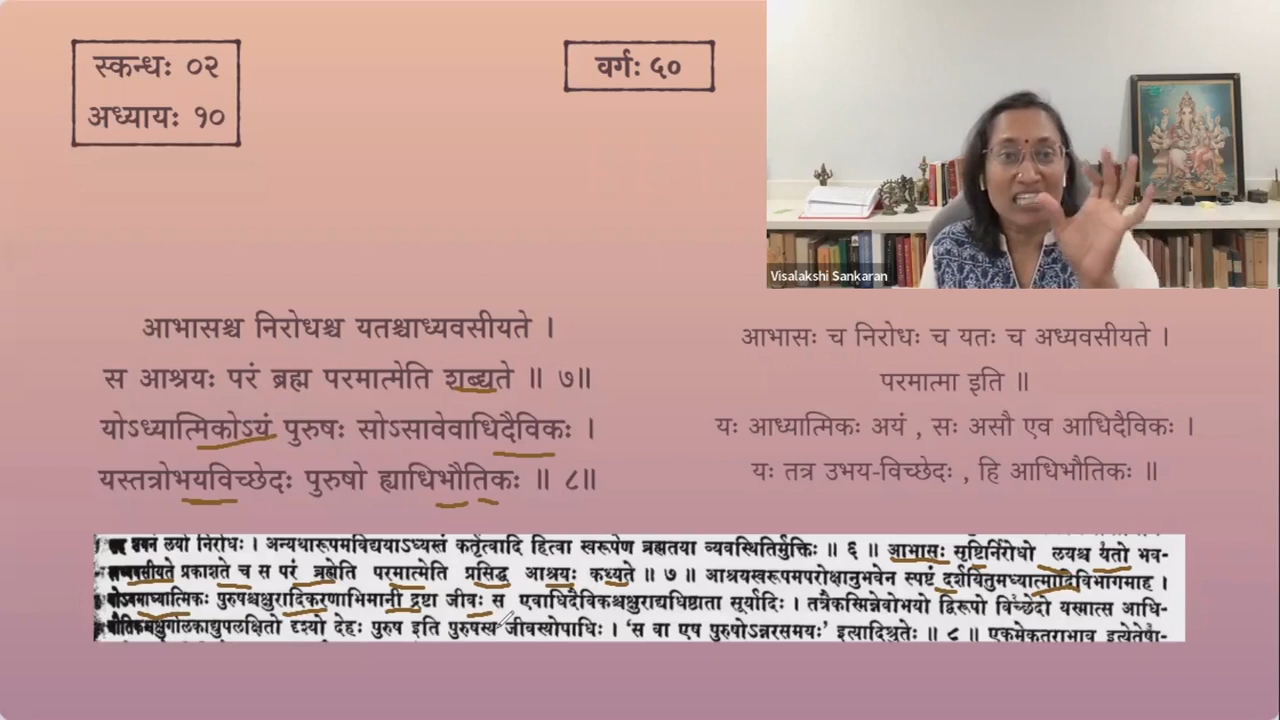 स्कन्धः ०२
अध्यायः १०
वर्गः ५०
Visalakshi Sankaran
आभासश्च निरोधश्च यतश्चाध्यवसीयते ।
स आश्रयः परं ब्रह्म परमात्मेति शब्द्यते ॥ ७॥
योऽध्यात्मिकोऽयं पुरुषः सोऽसावेवाधिदैविकः ।
यस्तत्रोभयविच्छेदः पुरुषो ह्याधिभौतिकः ॥ ८॥
आभासः च निरोधः च यतः च अध्यवसीयते ।
परमात्मा इति ॥
यः आध्यात्मिकः अयं , सः असौ एव आधिदैविकः ।
यः तत्र उभय-विच्छेदः , हि आधिभौतिकः ॥
शयनं लयो निरोधः । अन्यथारूपमविद्ययाऽध्यस्तं कर्तृत्वादि हित्वा स्वरूपेण ब्रह्मतया व्यवस्थितिर्मुक्तिः ॥ ६ ॥ आभासः सृष्टिर्निरोधो लयश्च यतो भव-
प्रकाशते च स परं ब्रह्मेति परमात्मेति प्रसिद्ध आश्रयः कथ्यते ॥ ७ ॥ आश्रयस्वरूपमपरोक्षानुभवेन स्पष्टं दर्शयितुमध्यात्मादिविभागमाह ।
योऽयमाध्यात्मिकः पुरुषश्चक्षुरादिकरणाभिमानी द्रष्टा जीवः स एवाधिदैविकश्चक्षुराद्यधिष्ठाता सूर्यादिः । तत्रैकस्मिन्नेवोभयो द्विरूपो विच्छेदो यस्मात्स आधि-
भौतिकश्चक्षुर्गोलकाद्युपलक्षितो दृश्यो देहः पुरुष इति पुरुषस्य जीवस्योपाधिः । 'स वा एष पुरुषोऽन्नरसमयः' इत्यादिश्रुतेः ॥ ८ ॥ एकमेकतराभाव इत्येतेषा-